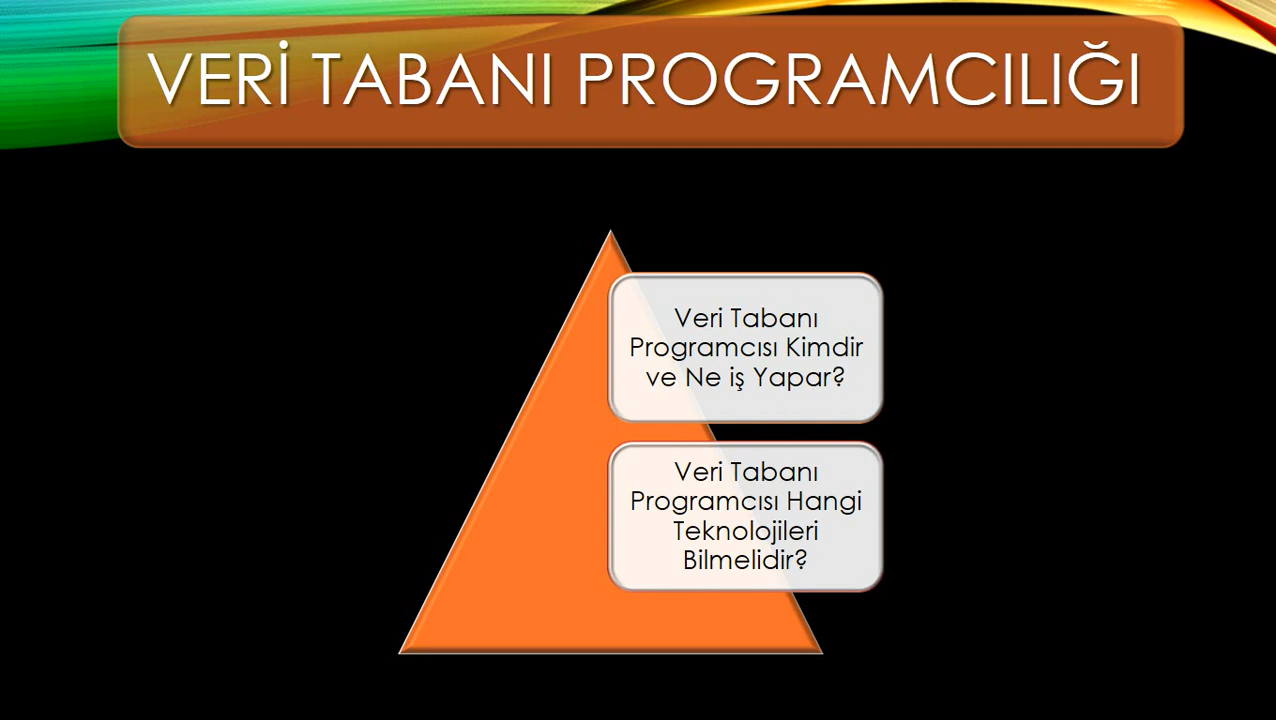 VERİ TABANI PROGRAMCILIĞI
Veri Tabanı
Programcısı Kimdir
ve Ne iş Yapar?
Veri Tabanı
Programcısı Hangi
Teknolojileri
Bilmelidir?